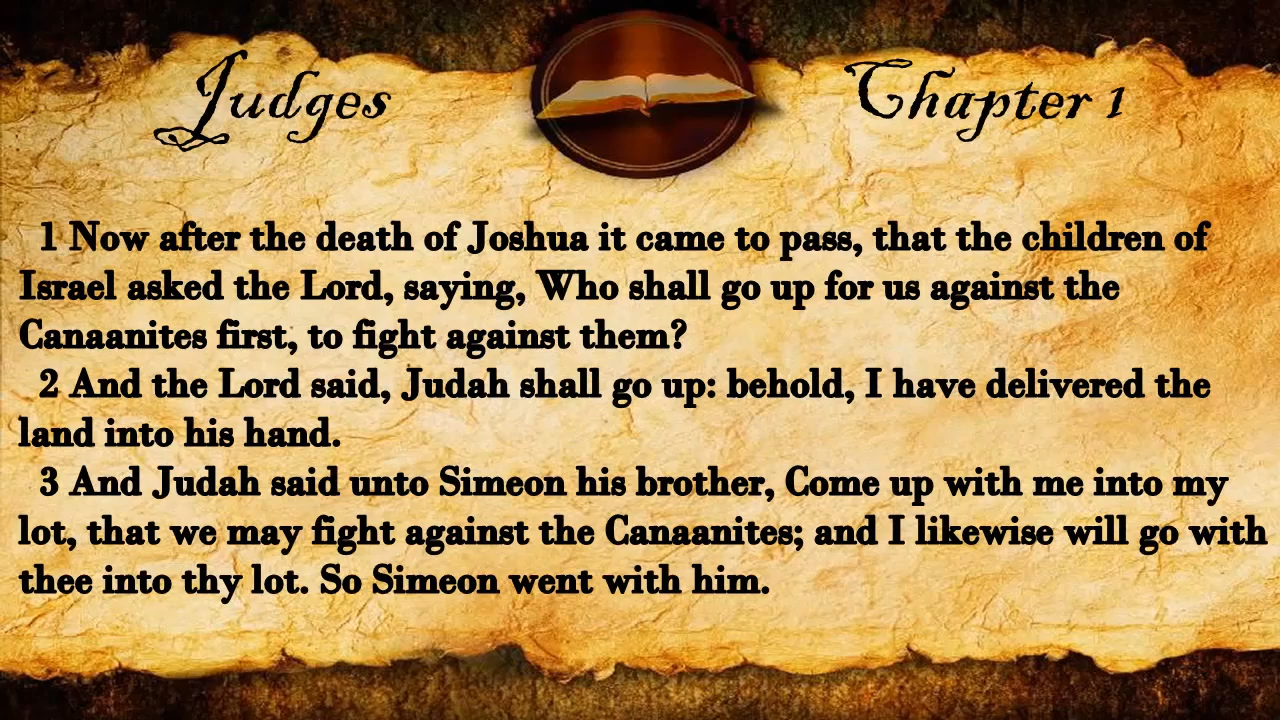 Judges
Chapter 1
1 Now after the death of Joshua it came to pass, that the children of
Israel asked the Lord, saying, Who shall go up for us against the
Canaanites first, to fight against them?
2 And the Lord said, Judah shall go up: behold, I have delivered the
land into his hand.
3 And Judah said unto Simeon his brother, Come up with me into my
lot, that we may fight against the Canaanites; and I likewise will go with
thee into thy lot. So Simeon went with him.